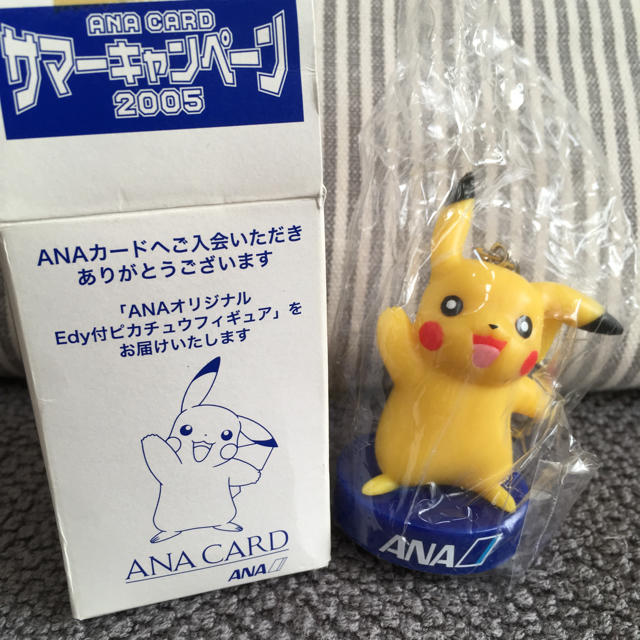 ANA CARD
サマーキャンペーン
2005
ANAカードへご入会いただき
ありがとうございます
「ANAオリジナル
Edy付ピカチュウフィギュア」を
お届けいたします
ANA CARD
ANA
ANA